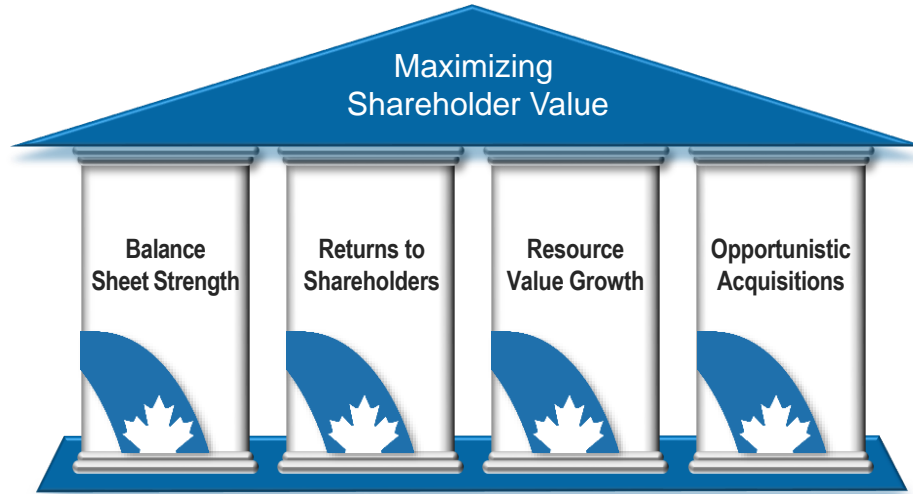 Maximizing
Shareholder Value
Balance
Sheet Strength
Returns to
Shareholders
Resource
Value Growth
Opportunistic
Acquisitions